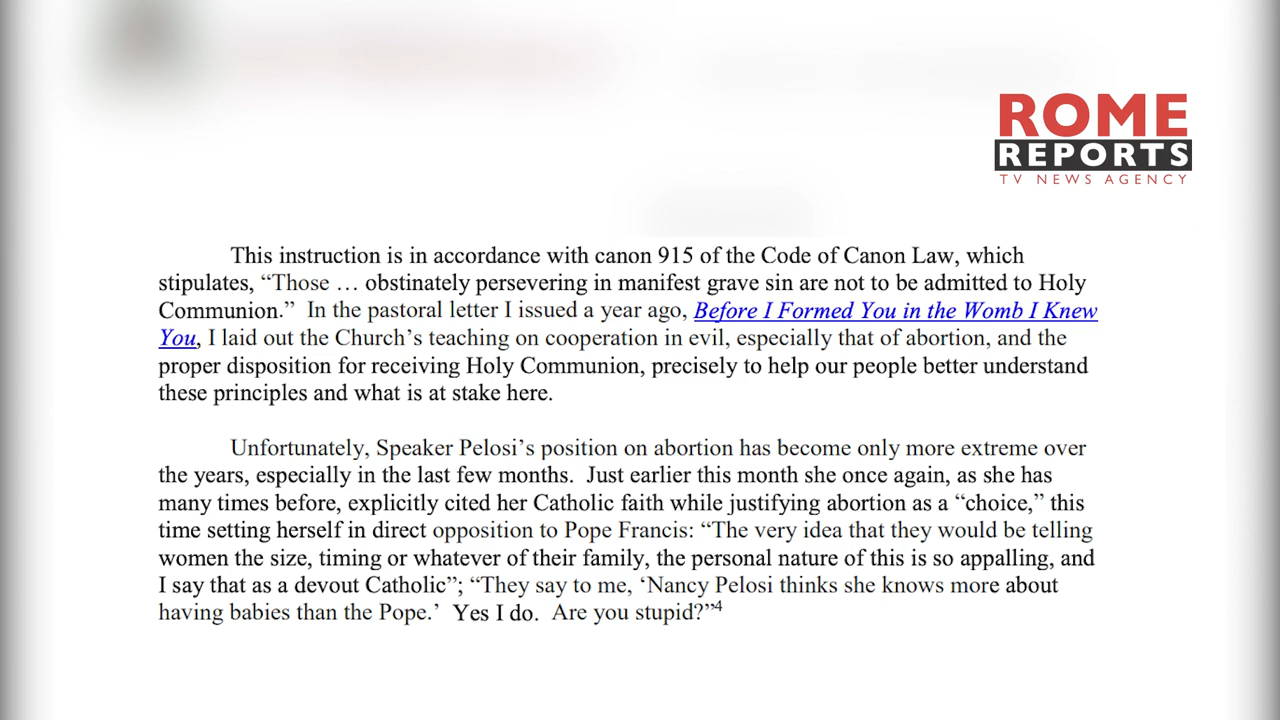 ROME
REPORTS
TV NEWS AGENCY
This instruction is in accordance with canon 915 of the Code of Canon Law, which
stipulates, “Those … obstinately persevering in manifest grave sin are not to be admitted to Holy
Communion.”  In the pastoral letter I issued a year ago, Before I Formed You in the Womb I Knew
You, I laid out the Church’s teaching on cooperation in evil, especially that of abortion, and the
proper disposition for receiving Holy Communion, precisely to help our people better understand
these principles and what is at stake here.
Unfortunately, Speaker Pelosi’s position on abortion has become only more extreme over
the years, especially in the last few months.  Just earlier this month she once again, as she has
many times before, explicitly cited her Catholic faith while justifying abortion as a “choice,” this
time setting herself in direct opposition to Pope Francis: “The very idea that they would be telling
women the size, timing or whatever of their family, the personal nature of this is so appalling, and
I say that as a devout Catholic”; “They say to me, ‘Nancy Pelosi thinks she knows more about
having babies than the Pope.’  Yes I do.  Are you stupid?”4